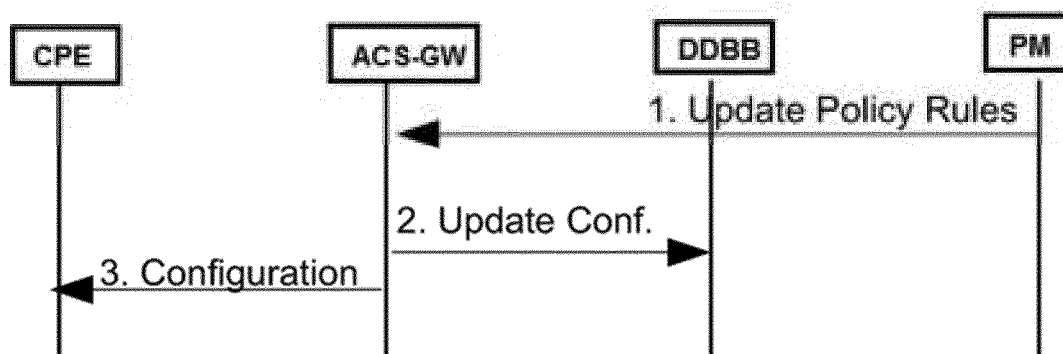 CPE
ACS-GW
DDBB
PM
1. Update Policy Rules
2. Update Conf.
3. Configuration